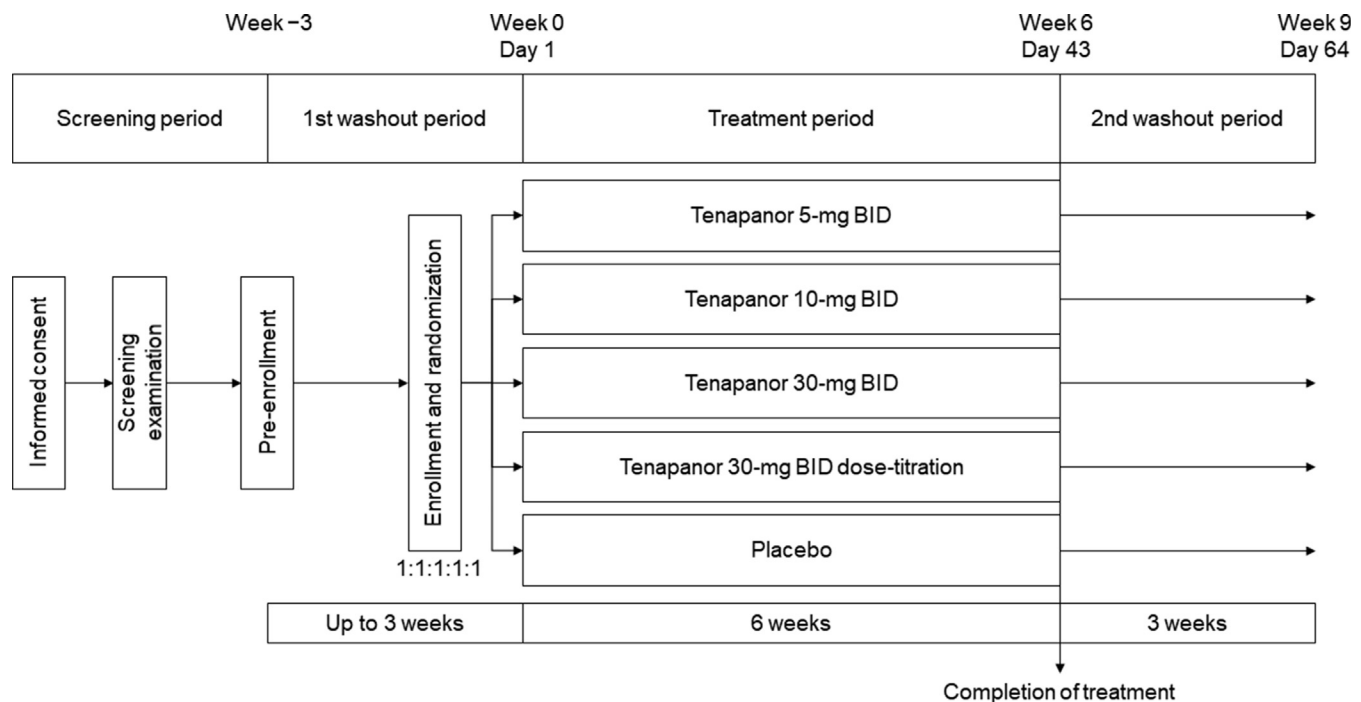 Week −3
Week 0
Day 1
Week 6
Day 43
Week 9
Day 64
Screening period
1st washout period
Treatment period
2nd washout period
Informed consent
Screening
examination
Pre-enrollment
Enrollment and randomization
1:1:1:1:1
Tenapanor 5-mg BID
Tenapanor 10-mg BID
Tenapanor 30-mg BID
Tenapanor 30-mg BID dose-titration
Placebo
Up to 3 weeks
6 weeks
3 weeks
Completion of treatment